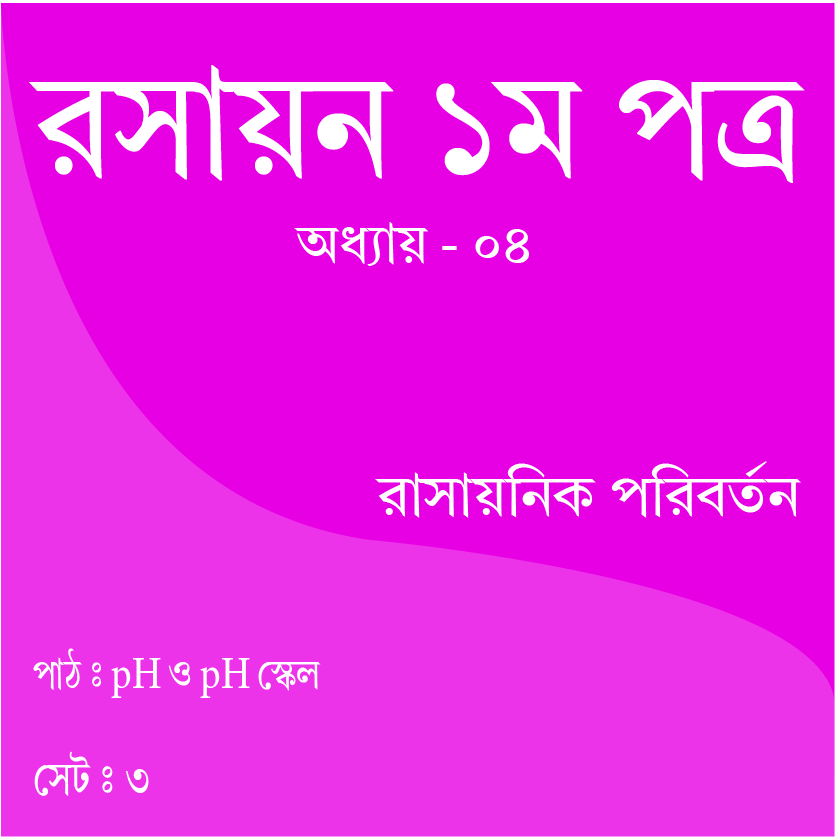 রসায়ন ১ম পত্র
অধ্যায় - ০৪
রাসায়নিক পরিবর্তন
পাঠ ঃ pH ও pH স্কেল
সেট ঃ ৩